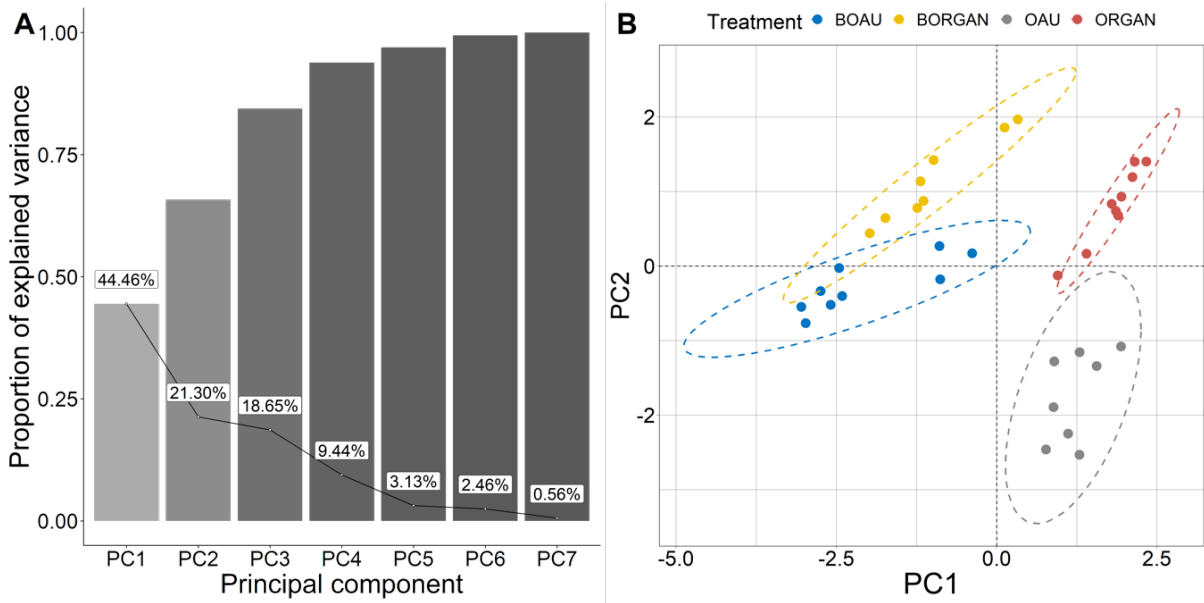 A
Proportion of explained variance
1.00
0.75
0.50
0.25
0.00
44.46%
21.30%
18.65%
9.44%
3.13%
2.46%
0.56%
PC1 PC2 PC3 PC4 PC5 PC6 PC7
Principal component
B
Treatment BOAU BORGAN OAU ORGAN
PC2
2
0
-2
-5.0 -2.5 0.0 2.5
PC1